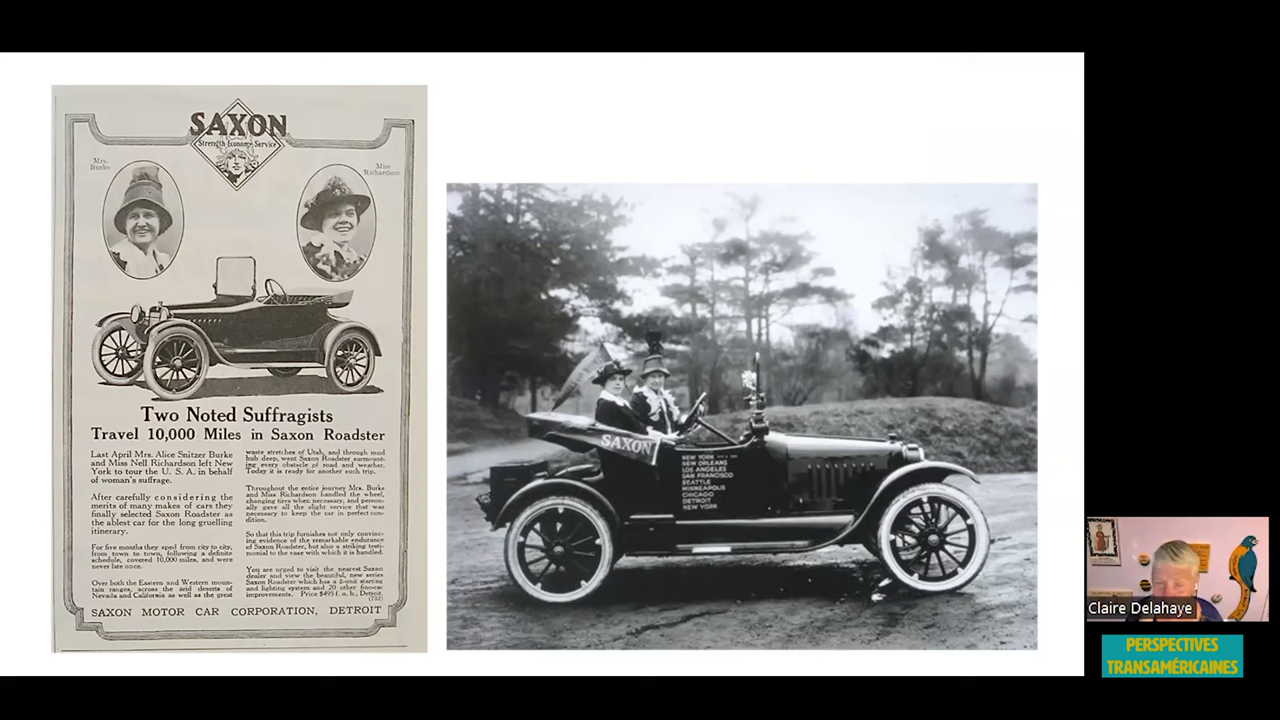 SAXON
Strength Economy Service
Mrs.
Burke
Miss
Richardson
Two Noted Suffragists
Travel 10,000 Miles in Saxon Roadster
Last April Mrs. Alice Snitzer Burke
and Miss Nell Richardson left New
York to tour the U. S. A. in behalf
of woman's suffrage.
After carefully considering the
merits of many makes of cars they
finally selected Saxon Roadster as
the ablest car for the long gruelling
itinerary.
For five months they sped from city to city,
from town to town, following a definite
schedule, covered 10,000 miles, and were
never late once.
Over both the Eastern and Western moun-
tain ranges, across the arid deserts of
Nevada and California as well as the great
waste stretches of Utah, and through mud
hub deep, went Saxon Roadster surmount-
ing every obstacle of road and weather.
Today it is ready for another such trip.
Throughout the entire journey Mrs. Burke
and Miss Richardson handled the wheel,
changing tires when necessary, and person-
ally gave all the slight service that was
necessary to keep the car in perfect con-
dition.
So that this trip furnishes not only convinc-
ing evidence of the remarkable endurance
of Saxon Roadster, but also a striking testi-
monial to the ease with which it is handled.
You are urged to visit the nearest Saxon
dealer and view the beautiful, new series
Saxon Roadster which has a 2-unit starting
and lighting system and 20 other fine-car
improvements. Price $495 f. o. b. Detroit.
SAXON MOTOR CAR CORPORATION, DETROIT
SAXON
NEW YORK
NEW ORLEANS
LOS ANGELES
SAN FRANCISCO
SEATTLE
MINNEAPOLIS
CHICAGO
DETROIT
NEW YORK
Claire Delahaye
PERSPECTIVES
TRANSAMÉRICAINES